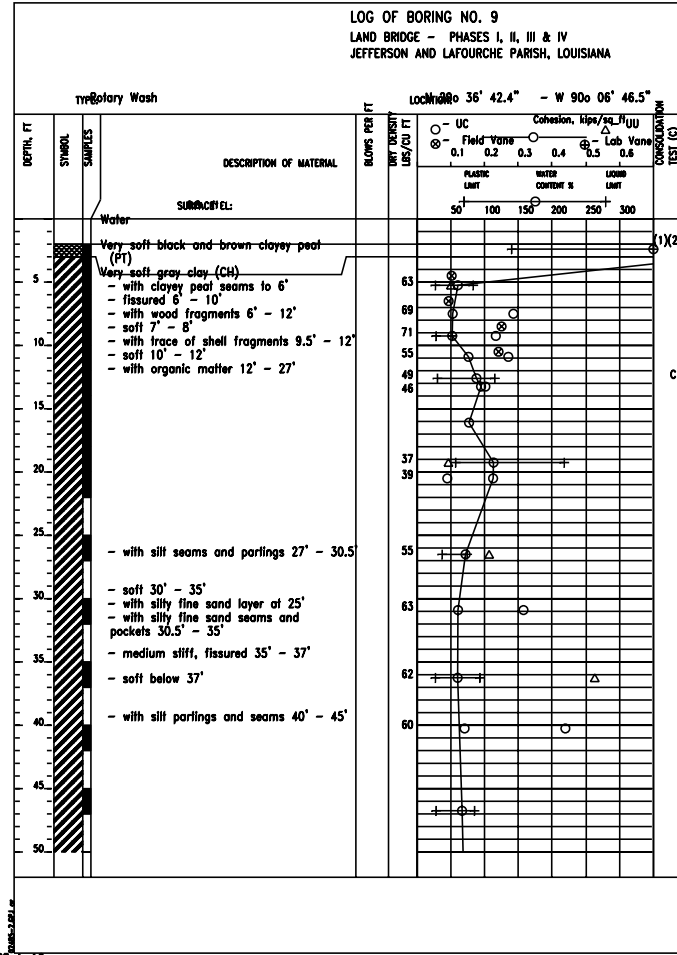 LOG OF BORING NO. 9
LAND BRIDGE - PHASES I, II, III & IV
JEFFERSON AND LAFOURCHE PARISH, LOUISIANA
Rotary Wash
36' 42.4" - W 90o 06' 46.5"
DEPTH, FT
SYMBOL
SAMPLES
DESCRIPTION OF MATERIAL
BLOWS PER FT
DRY DENSITY
LBS/CU FT
CONSOLIDATION
TEST (C)
Cohesion, kips/sq ft
- UC
UU
- Field Vane
- Lab Vane
0.1 0.2 0.3 0.4 0.5 0.6
PLASTIC
LIMIT
WATER
CONTENT %
LIQUID
LIMIT
50 100 150 200 250 300
EL:
Water
Very soft black and brown clayey peat
(PT)
(1)(2
Very soft gray clay (CH)
5
- with clayey peat seams to 6'
63
- fissured 6' - 10'
- with wood fragments 6' - 12'
69
- soft 7' - 8'
- with trace of shell fragments 9.5' - 12'
71
10
- soft 10' - 12'
55
- with organic matter 12' - 27'
49
C
46
15
37
20
39
25
- with silt seams and partings 27' - 30.5'
55
- soft 30' - 35'
30
- with silty fine sand layer at 25'
63
- with silty fine sand seams and
pockets 30.5' - 35'
- medium stiff, fissured 35' - 37'
35
- soft below 37'
62
- with silt partings and seams 40' - 45'
40
60
45
50